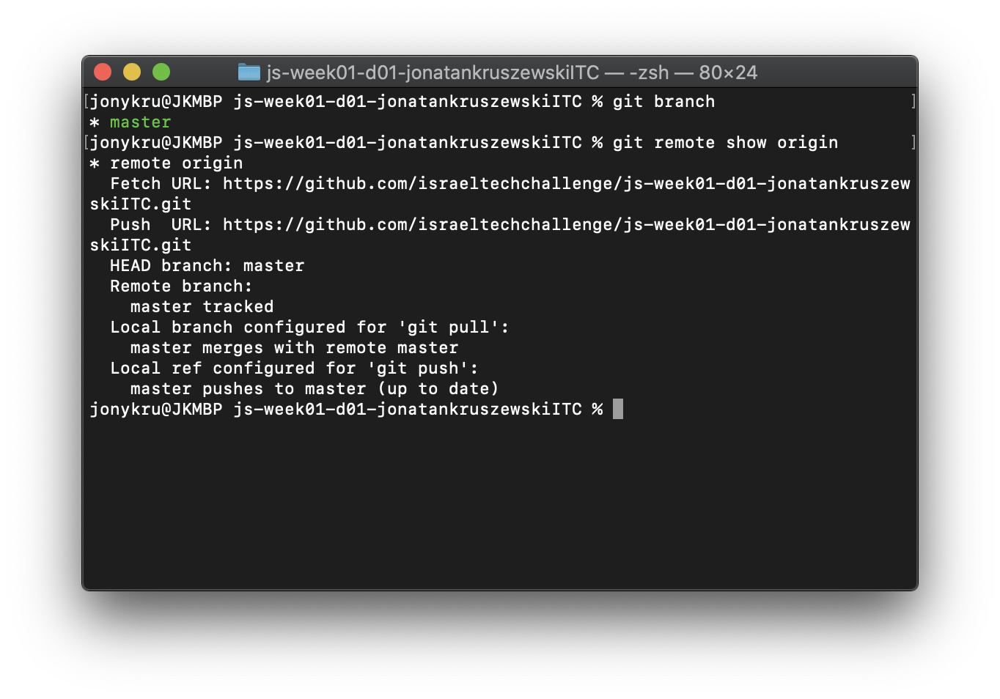 js-week01-d01-jonatankruszewskiITC — -zsh — 80×24
[jonykru@JKMBP js-week01-d01-jonatankruszewskiITC % git branch ]
* master
[jonykru@JKMBP js-week01-d01-jonatankruszewskiITC % git remote show origin ]
* remote origin
  Fetch URL: https://github.com/israeltechchallenge/js-week01-d01-jonatankruszew
skiITC.git
  Push  URL: https://github.com/israeltechchallenge/js-week01-d01-jonatankruszew
skiITC.git
  HEAD branch: master
  Remote branch:
    master tracked
  Local branch configured for 'git pull':
    master merges with remote master
  Local ref configured for 'git push':
    master pushes to master (up to date)
jonykru@JKMBP js-week01-d01-jonatankruszewskiITC %